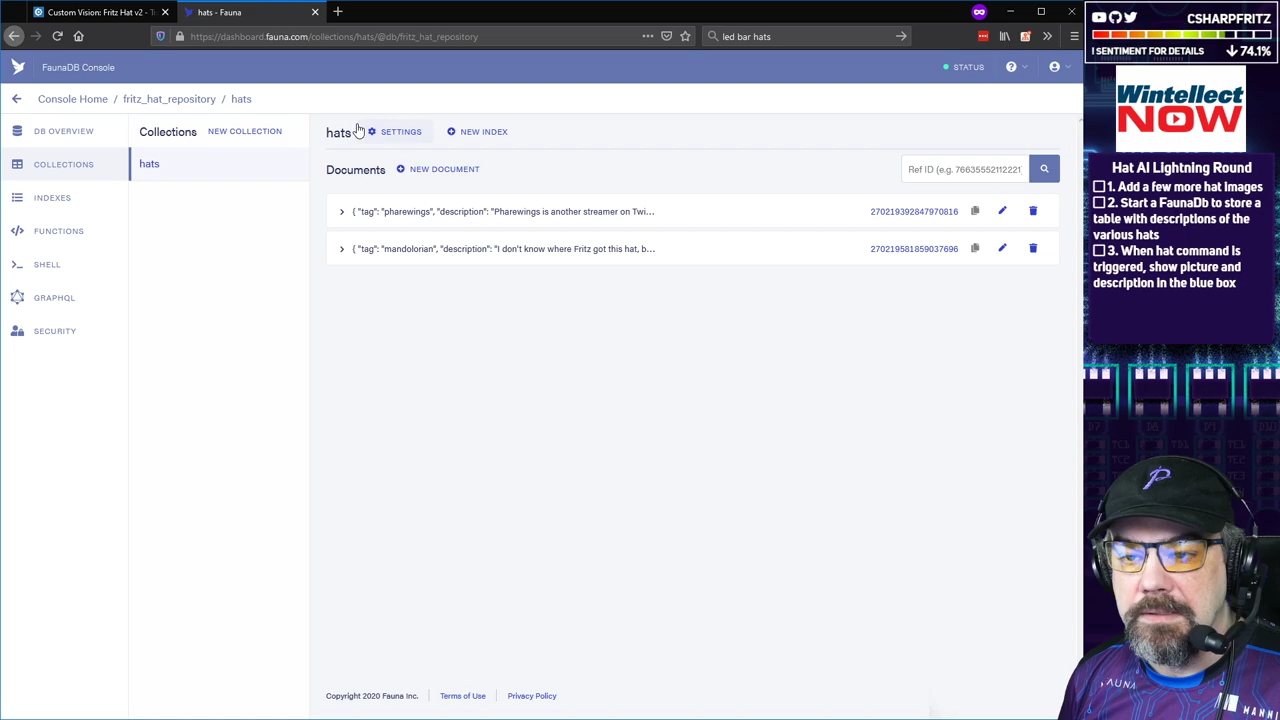 Custom Vision: Fritz Hat v2 - T
hats - Fauna
https://dashboard.fauna.com/collections/hats/@db/fritz_hat_repository
led bar hats
FaunaDB Console
STATUS
Console Home / fritz_hat_repository / hats
DB OVERVIEW
COLLECTIONS
INDEXES
FUNCTIONS
SHELL
GRAPHQL
SECURITY
Collections NEW COLLECTION
hats
hats SETTINGS NEW INDEX
Documents NEW DOCUMENT
Ref ID (e.g. 76635552112221
"description": "Pharewings is another streamer on Twi...
270219392847970816
"description": "I don't know where Fritz got this hat, b...
270219581859037696
Copyright 2020 Fauna Inc. Terms of Use Privacy Policy
CSHARPFRITZ
! SENTIMENT FOR DETAILS 74.1%
Wintellect
NOW
Hat AI Lightning Round
1. Add a few more hat images
2. Start a FaunaDb to store a
table with descriptions of the
various hats
3. When hat command is
triggered, show picture and
description in the blue box
D7 D8 D9 D10